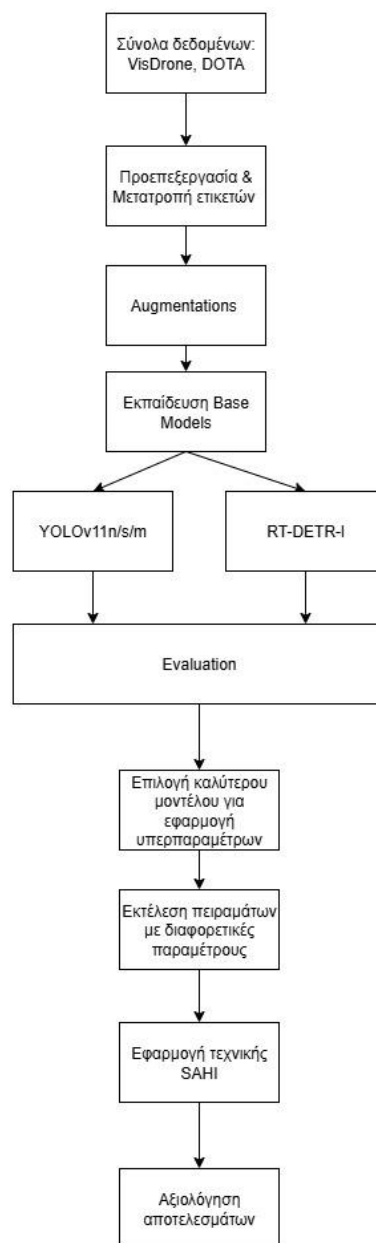 Σύνολα δεδομένων:
VisDrone, DOTA
Προεπεξεργασία &
Μετατροπή ετικετών
Augmentations
Εκπαίδευση Base
Models
YOLOv11n/s/m
RT-DETR-l
Evaluation
Επιλογή καλύτερου
μοντέλου για
εφαρμογή
υπερπαραμέτρων
Εκτέλεση πειραμάτων
με διαφορετικές
παραμέτρους
Εφαρμογή τεχνικής
SAHI
Αξιολόγηση
αποτελεσμάτων